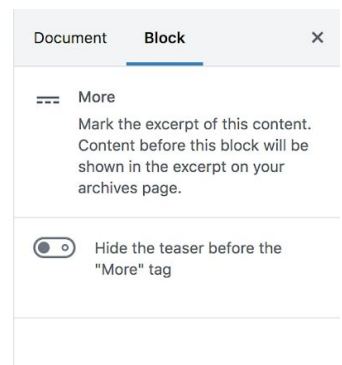 Document Block ×
More
Mark the excerpt of this content.
Content before this block will be
shown in the excerpt on your
archives page.
Hide the teaser before the
"More" tag